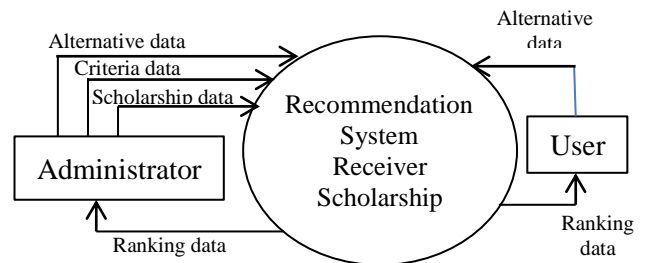 Alternative data
Criteria data
Scholarship data
Administrator
Ranking data
Recommendation
System
Receiver
Scholarship
Alternative
data
User
Ranking
data